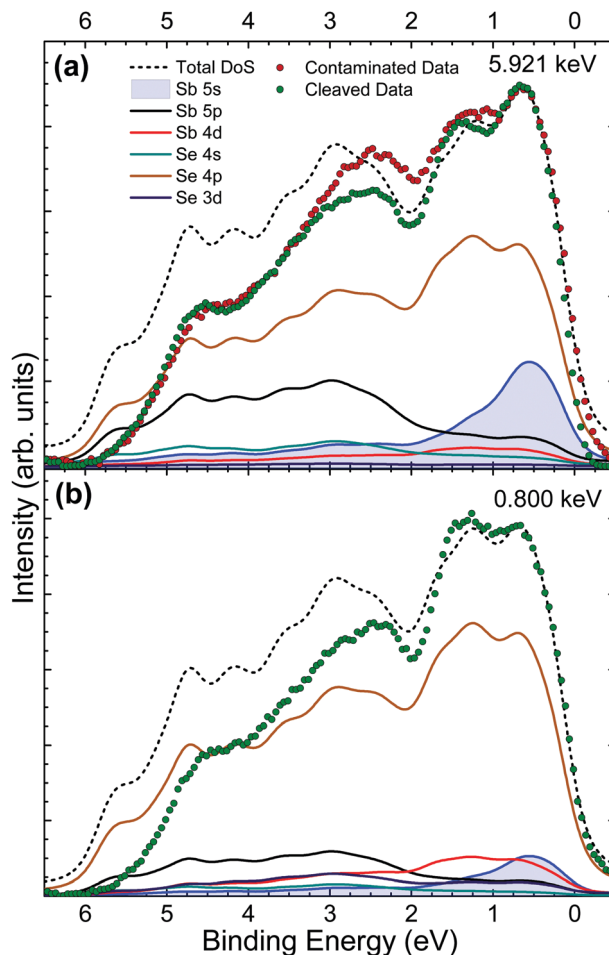 6 5 4 3 2 1 0
(a) Total DoS Contaminated Data 5.921 keV
Sb 5s Cleaved Data
Sb 5p
Sb 4d
Se 4s
Se 4p
Se 3d
Intensity (arb. units)
(b) 0.800 keV
6 5 4 3 2 1 0
Binding Energy (eV)